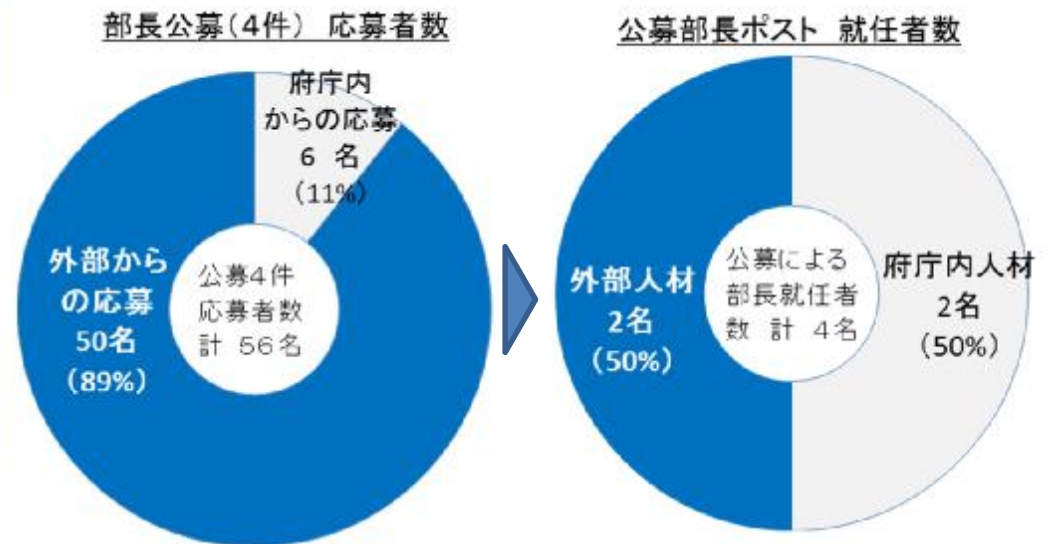 部長公募(4件) 応募者数
府庁内
からの応募
6 名
(11%)
外部から
の応募
50名
(89%)
公募4件
応募者数
計 56名
公募部長ポスト 就任者数
外部人材
2名
(50%)
公募による
部長就任者
数 計 4名
府庁内人材
2名
(50%)